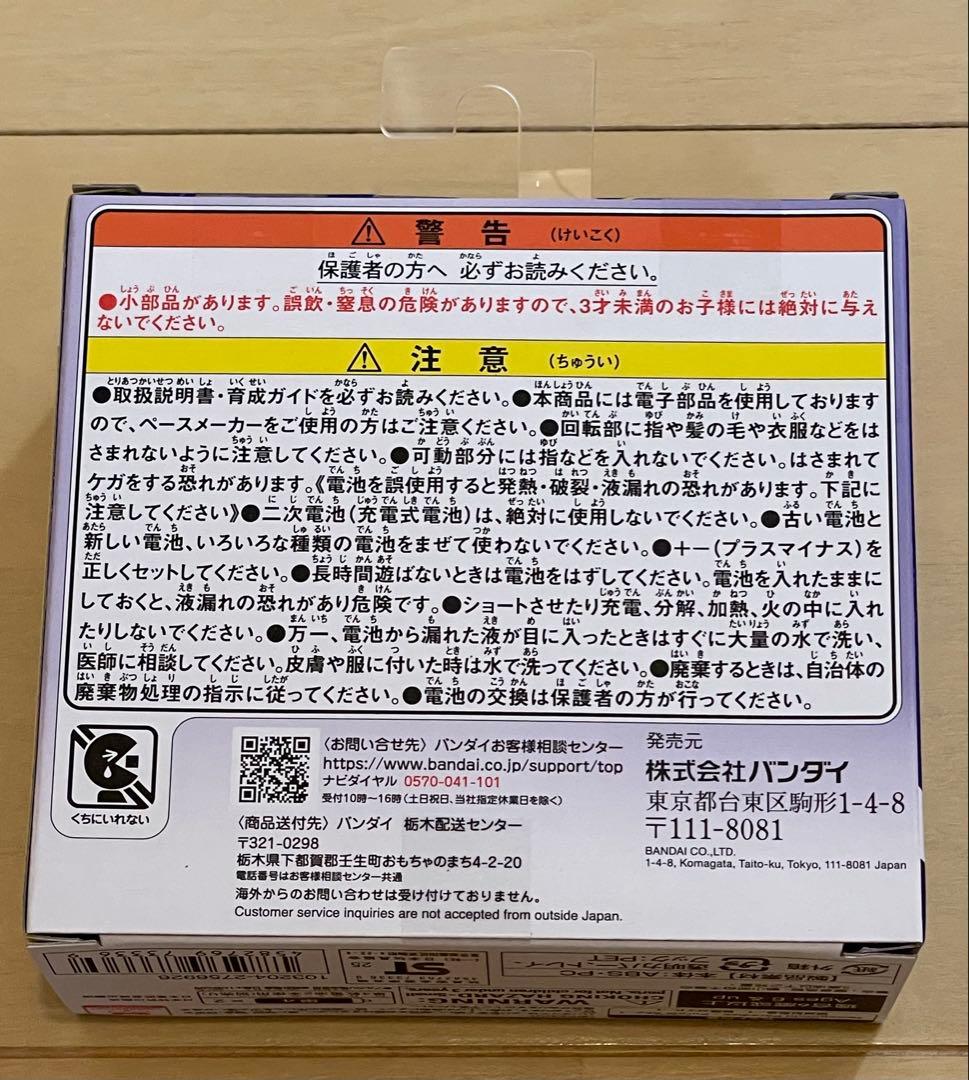 警告 (けいこく)
保護者の方へ 必ずお読みください。
●小部品があります。誤飲・窒息の危険がありますので、3才未満のお子様には絶対に与え
ないでください。
注意 (ちゅうい)
●取扱説明書・育成ガイドを必ずお読みください。●本商品には電子部品を使用しております
ので、ペースメーカーをご使用の方はご注意ください。●回転部に指や髪の毛や衣服などをは
さまれないように注意してください。●可動部分には指などを入れないでください。はさまれて
ケガをする恐れがあります。《電池を誤使用すると発熱・破裂・液漏れの恐れがあります。下記に
注意してください》●二次電池(充電式電池)は、絶対に使用しないでください。●古い電池と
新しい電池、いろいろな種類の電池をまぜて使わないでください。●+−(プラスマイナス)を
正しくセットしてください。●長時間遊ばないときは電池をはずしてください。電池を入れたままに
しておくと、液漏れの恐れがあり危険です。●ショートさせたり充電、分解、加熱、火の中に入れ
たりしないでください。●万一、電池から漏れた液が目に入ったときはすぐに大量の水で洗い、
医師に相談してください。皮膚や服に付いた時は水で洗ってください。●廃棄するときは、自治体の
廃棄物処理の指示に従ってください。●電池の交換は保護者の方が行ってください。
くちにいれない
〈お問い合せ先〉バンダイお客様相談センター
https://www.bandai.co.jp/support/top
ナビダイヤル 0570-041-101
受付10時〜16時(土日祝日、当社指定休業日を除く)
〈商品送付先〉バンダイ 栃木配送センター
〒321-0298
栃木県下都賀郡壬生町おもちゃのまち4-2-20
電話番号はお客様相談センター共通
海外からのお問い合わせは受け付けておりません。
Customer service inquiries are not accepted from outside Japan.
発売元
株式会社バンダイ
東京都台東区駒形1-4-8
〒111-8081
BANDAI CO.,LTD.
1-4-8, Komagata, Taito-ku, Tokyo, 111-8081 Japan
ST
WARNING:
CHOKING HAZARD
Ages 6 & up
フック:PET
ABS・PC
外箱
紙